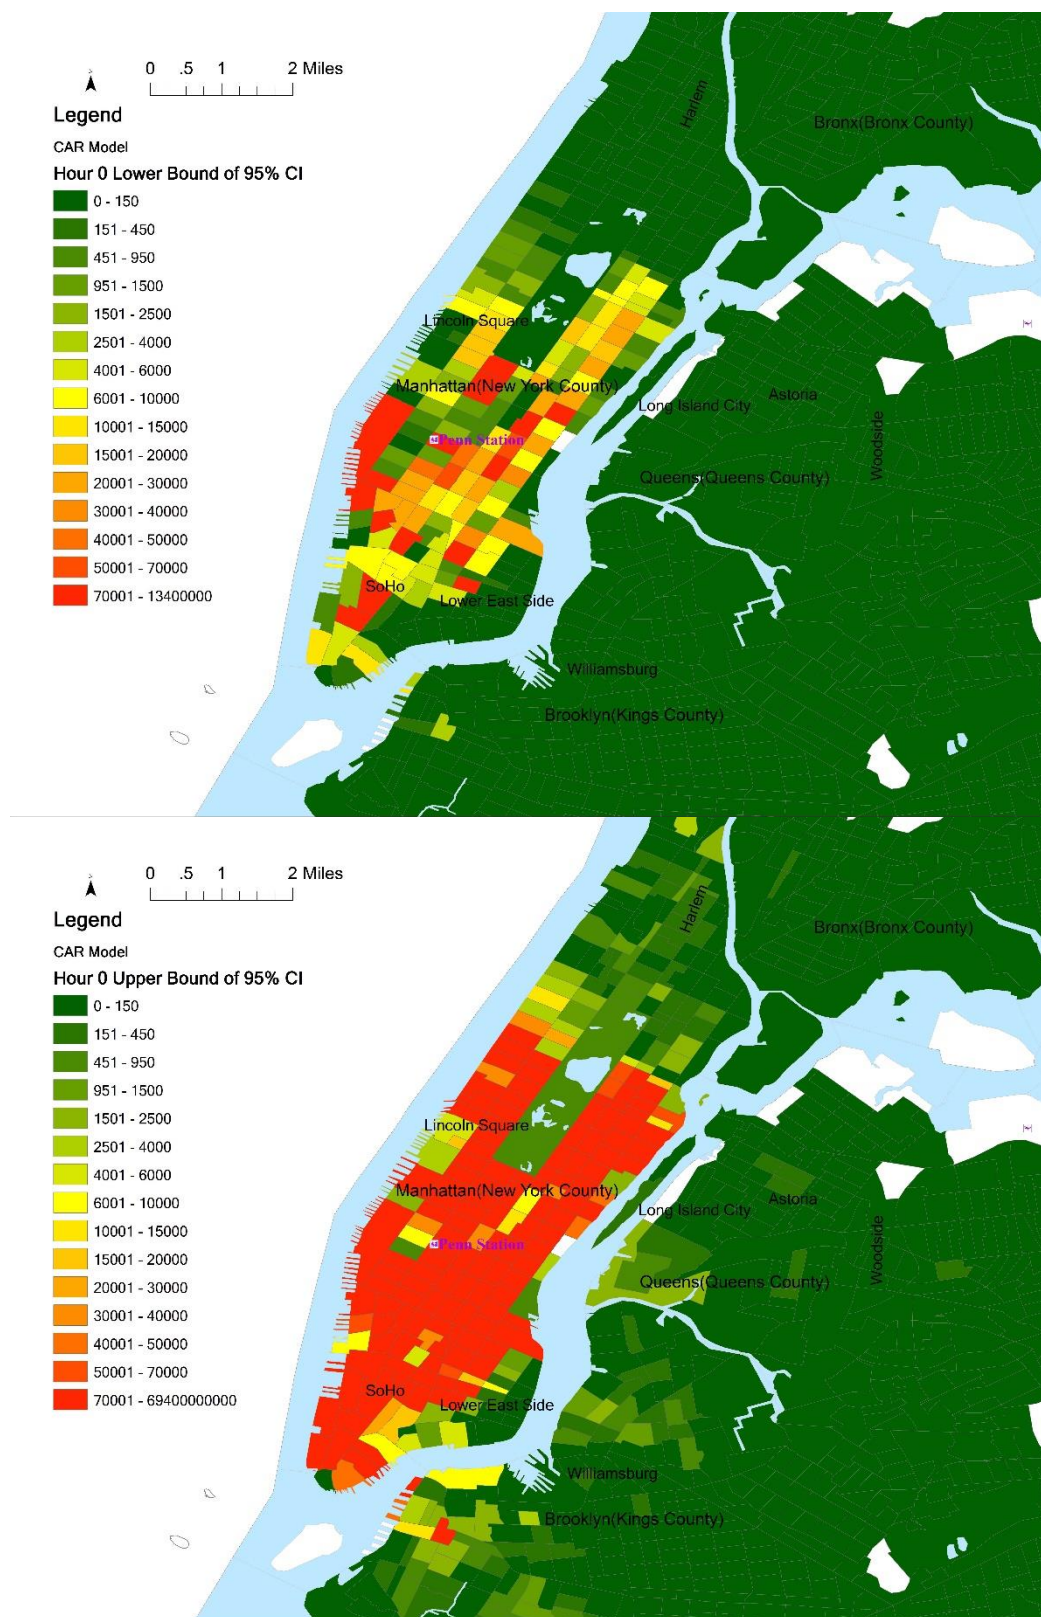 0 .5 1 2 Miles
Legend
CAR Model
Hour 0 Lower Bound of 95% CI
0 - 150
151 - 450
451 - 950
951 - 1500
1501 - 2500
2501 - 4000
4001 - 6000
6001 - 10000
10001 - 15000
15001 - 20000
20001 - 30000
30001 - 40000
40001 - 50000
50001 - 70000
70001 - 13400000
Harlem
Bronx(Bronx County)
Lincoln Square
Manhattan(New York County)
Long Island City
Astoria
Woodside
Penn Station
Queens(Queens County)
SoHo
Lower East Side
Williamsburg
Brooklyn(Kings County)
0 .5 1 2 Miles
Legend
CAR Model
Hour 0 Upper Bound of 95% CI
0 - 150
151 - 450
451 - 950
951 - 1500
1501 - 2500
2501 - 4000
4001 - 6000
6001 - 10000
10001 - 15000
15001 - 20000
20001 - 30000
30001 - 40000
40001 - 50000
50001 - 70000
70001 - 69400000000
Harlem
Bronx(Bronx County)
Lincoln Square
Manhattan(New York County)
Long Island City
Astoria
Woodside
Penn Station
Queens(Queens County)
SoHo
Lower East Side
Williamsburg
Brooklyn(Kings County)